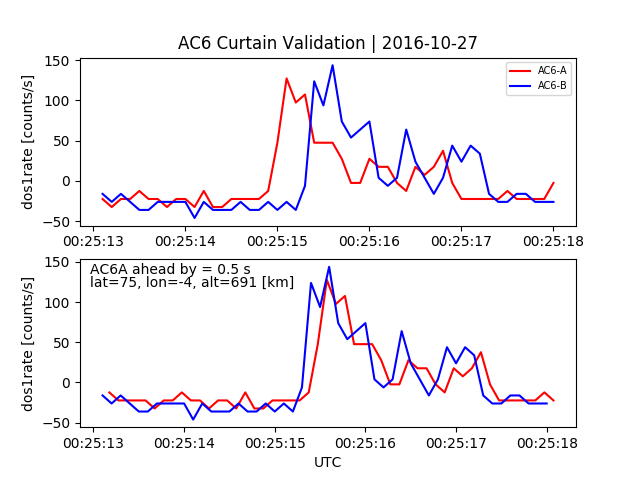 AC6 Curtain Validation | 2016-10-27
dos1rate [counts/s]
150
100
50
0
−50
AC6-A
AC6-B
00:25:13 00:25:14 00:25:15 00:25:16 00:25:17 00:25:18
dos1rate [counts/s]
150
100
50
0
−50
AC6A ahead by = 0.5 s
lat=75, lon=-4, alt=691 [km]
00:25:13 00:25:14 00:25:15 00:25:16 00:25:17 00:25:18
UTC